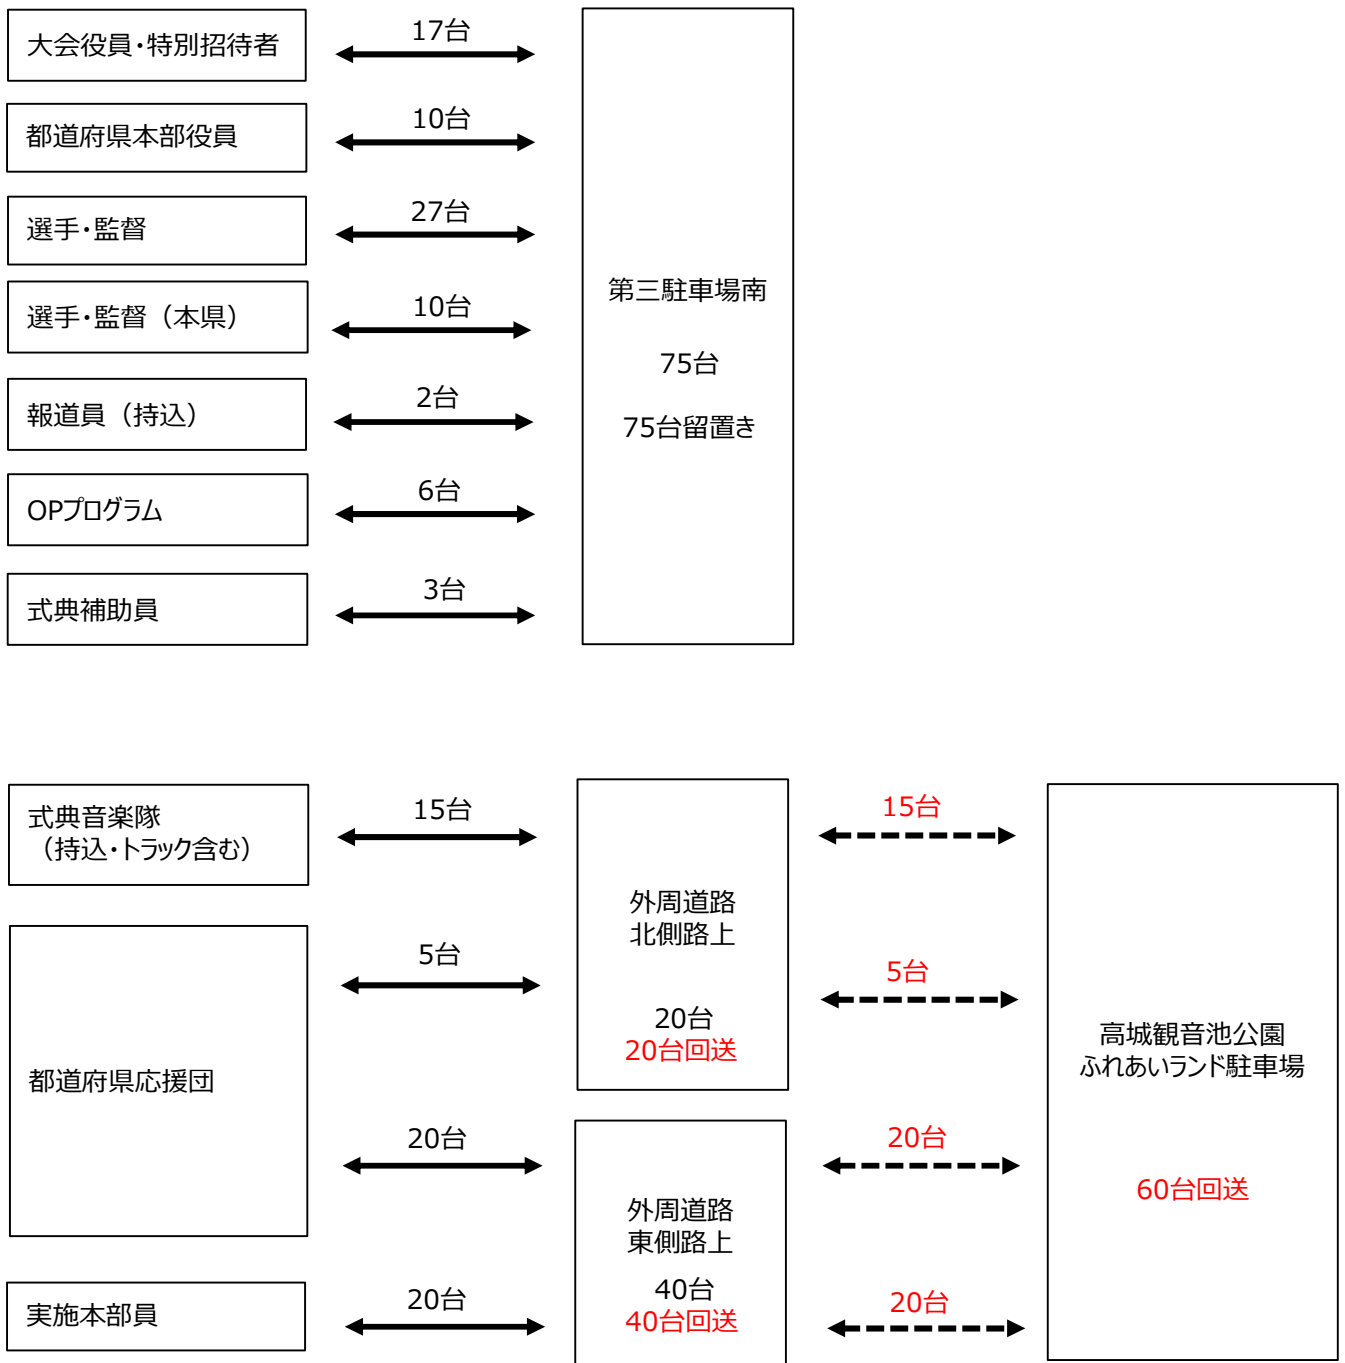 大会役員・特別招待者
17台
都道府県本部役員
10台
選手・監督
27台
選手・監督（本県）
10台
報道員（持込）
2台
OPプログラム
6台
式典補助員
3台
第三駐車場南
75台
75台留置き
式典音楽隊
（持込・トラック含む）
15台
都道府県応援団
5台
20台
実施本部員
20台
外周道路
北側路上
20台
20台回送
外周道路
東側路上
40台
40台回送
15台
5台
20台
20台
高城観音池公園
ふれあいランド駐車場
60台回送